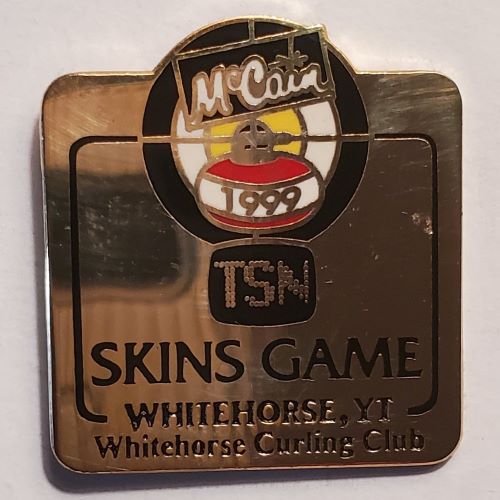 McCain
1999
TSN
SKINS GAME
WHITEHORSE, YT
Whitehorse Curling Club